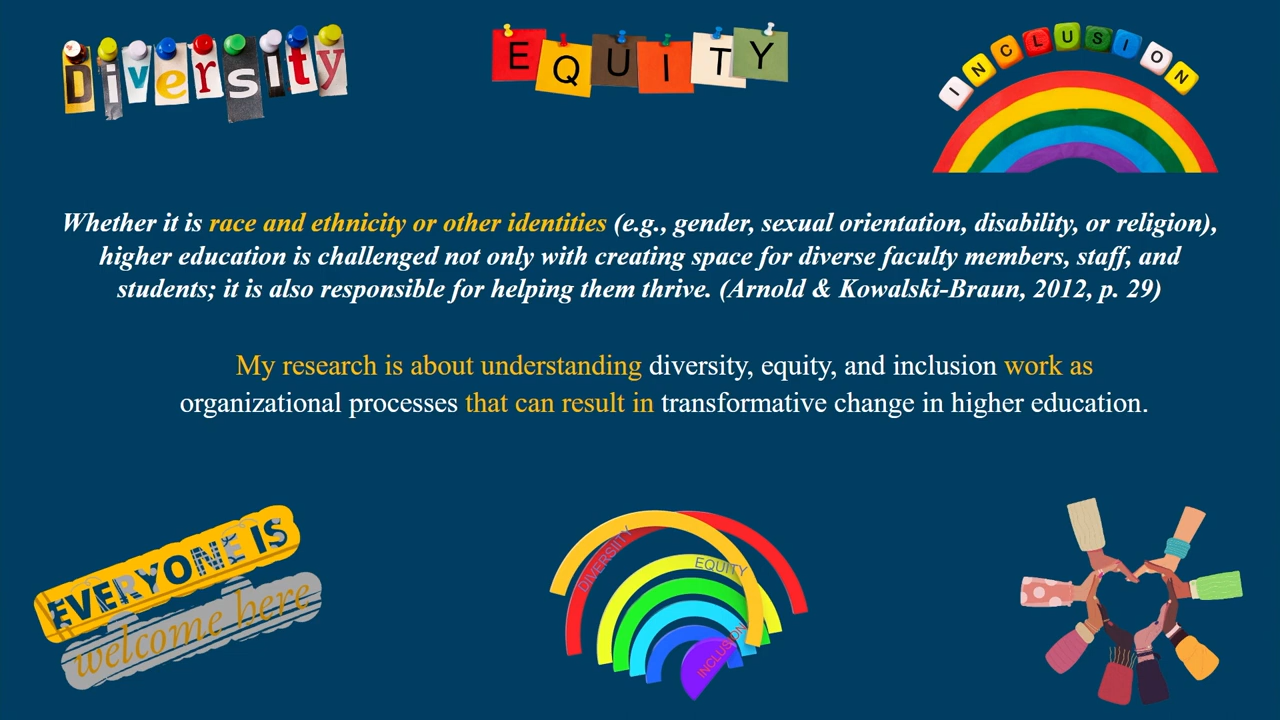 Diversity
EQUITY
INCLUSION
Whether it is race and ethnicity or other identities (e.g., gender, sexual orientation, disability, or religion),
higher education is challenged not only with creating space for diverse faculty members, staff, and
students; it is also responsible for helping them thrive. (Arnold & Kowalski-Braun, 2012, p. 29)
My research is about understanding diversity, equity, and inclusion work as
organizational processes that can result in transformative change in higher education.
EVERYONE IS
welcome here
DIVERSIITY
EQUITY
INCLUSION